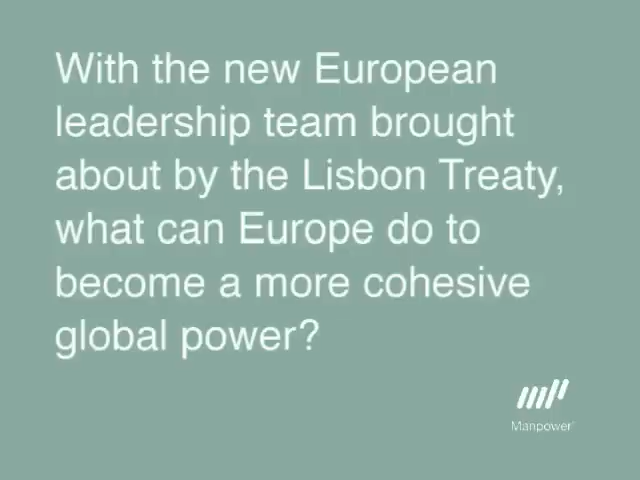 With the new European
leadership team brought
about by the Lisbon Treaty,
what can Europe do to
become a more cohesive
global power?
Manpower